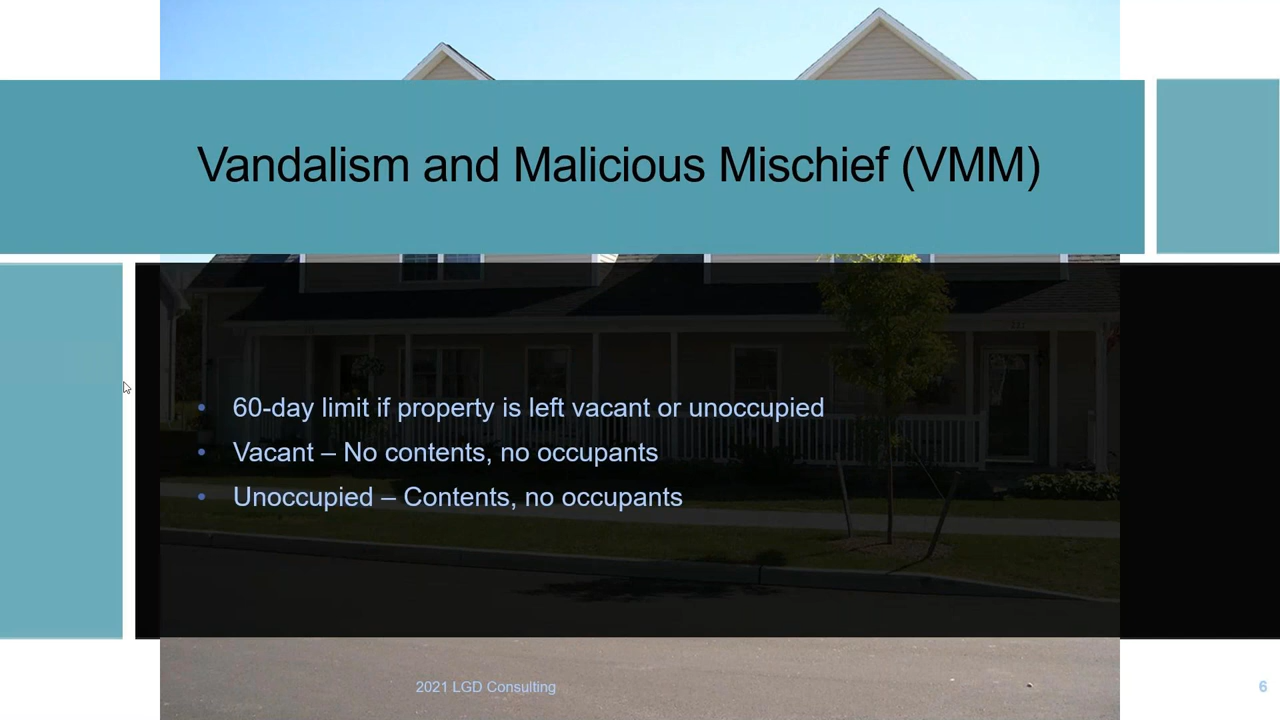 Vandalism and Malicious Mischief (VMM)
• 60-day limit if property is left vacant or unoccupied
• Vacant – No contents, no occupants
• Unoccupied – Contents, no occupants
2021 LGD Consulting
6